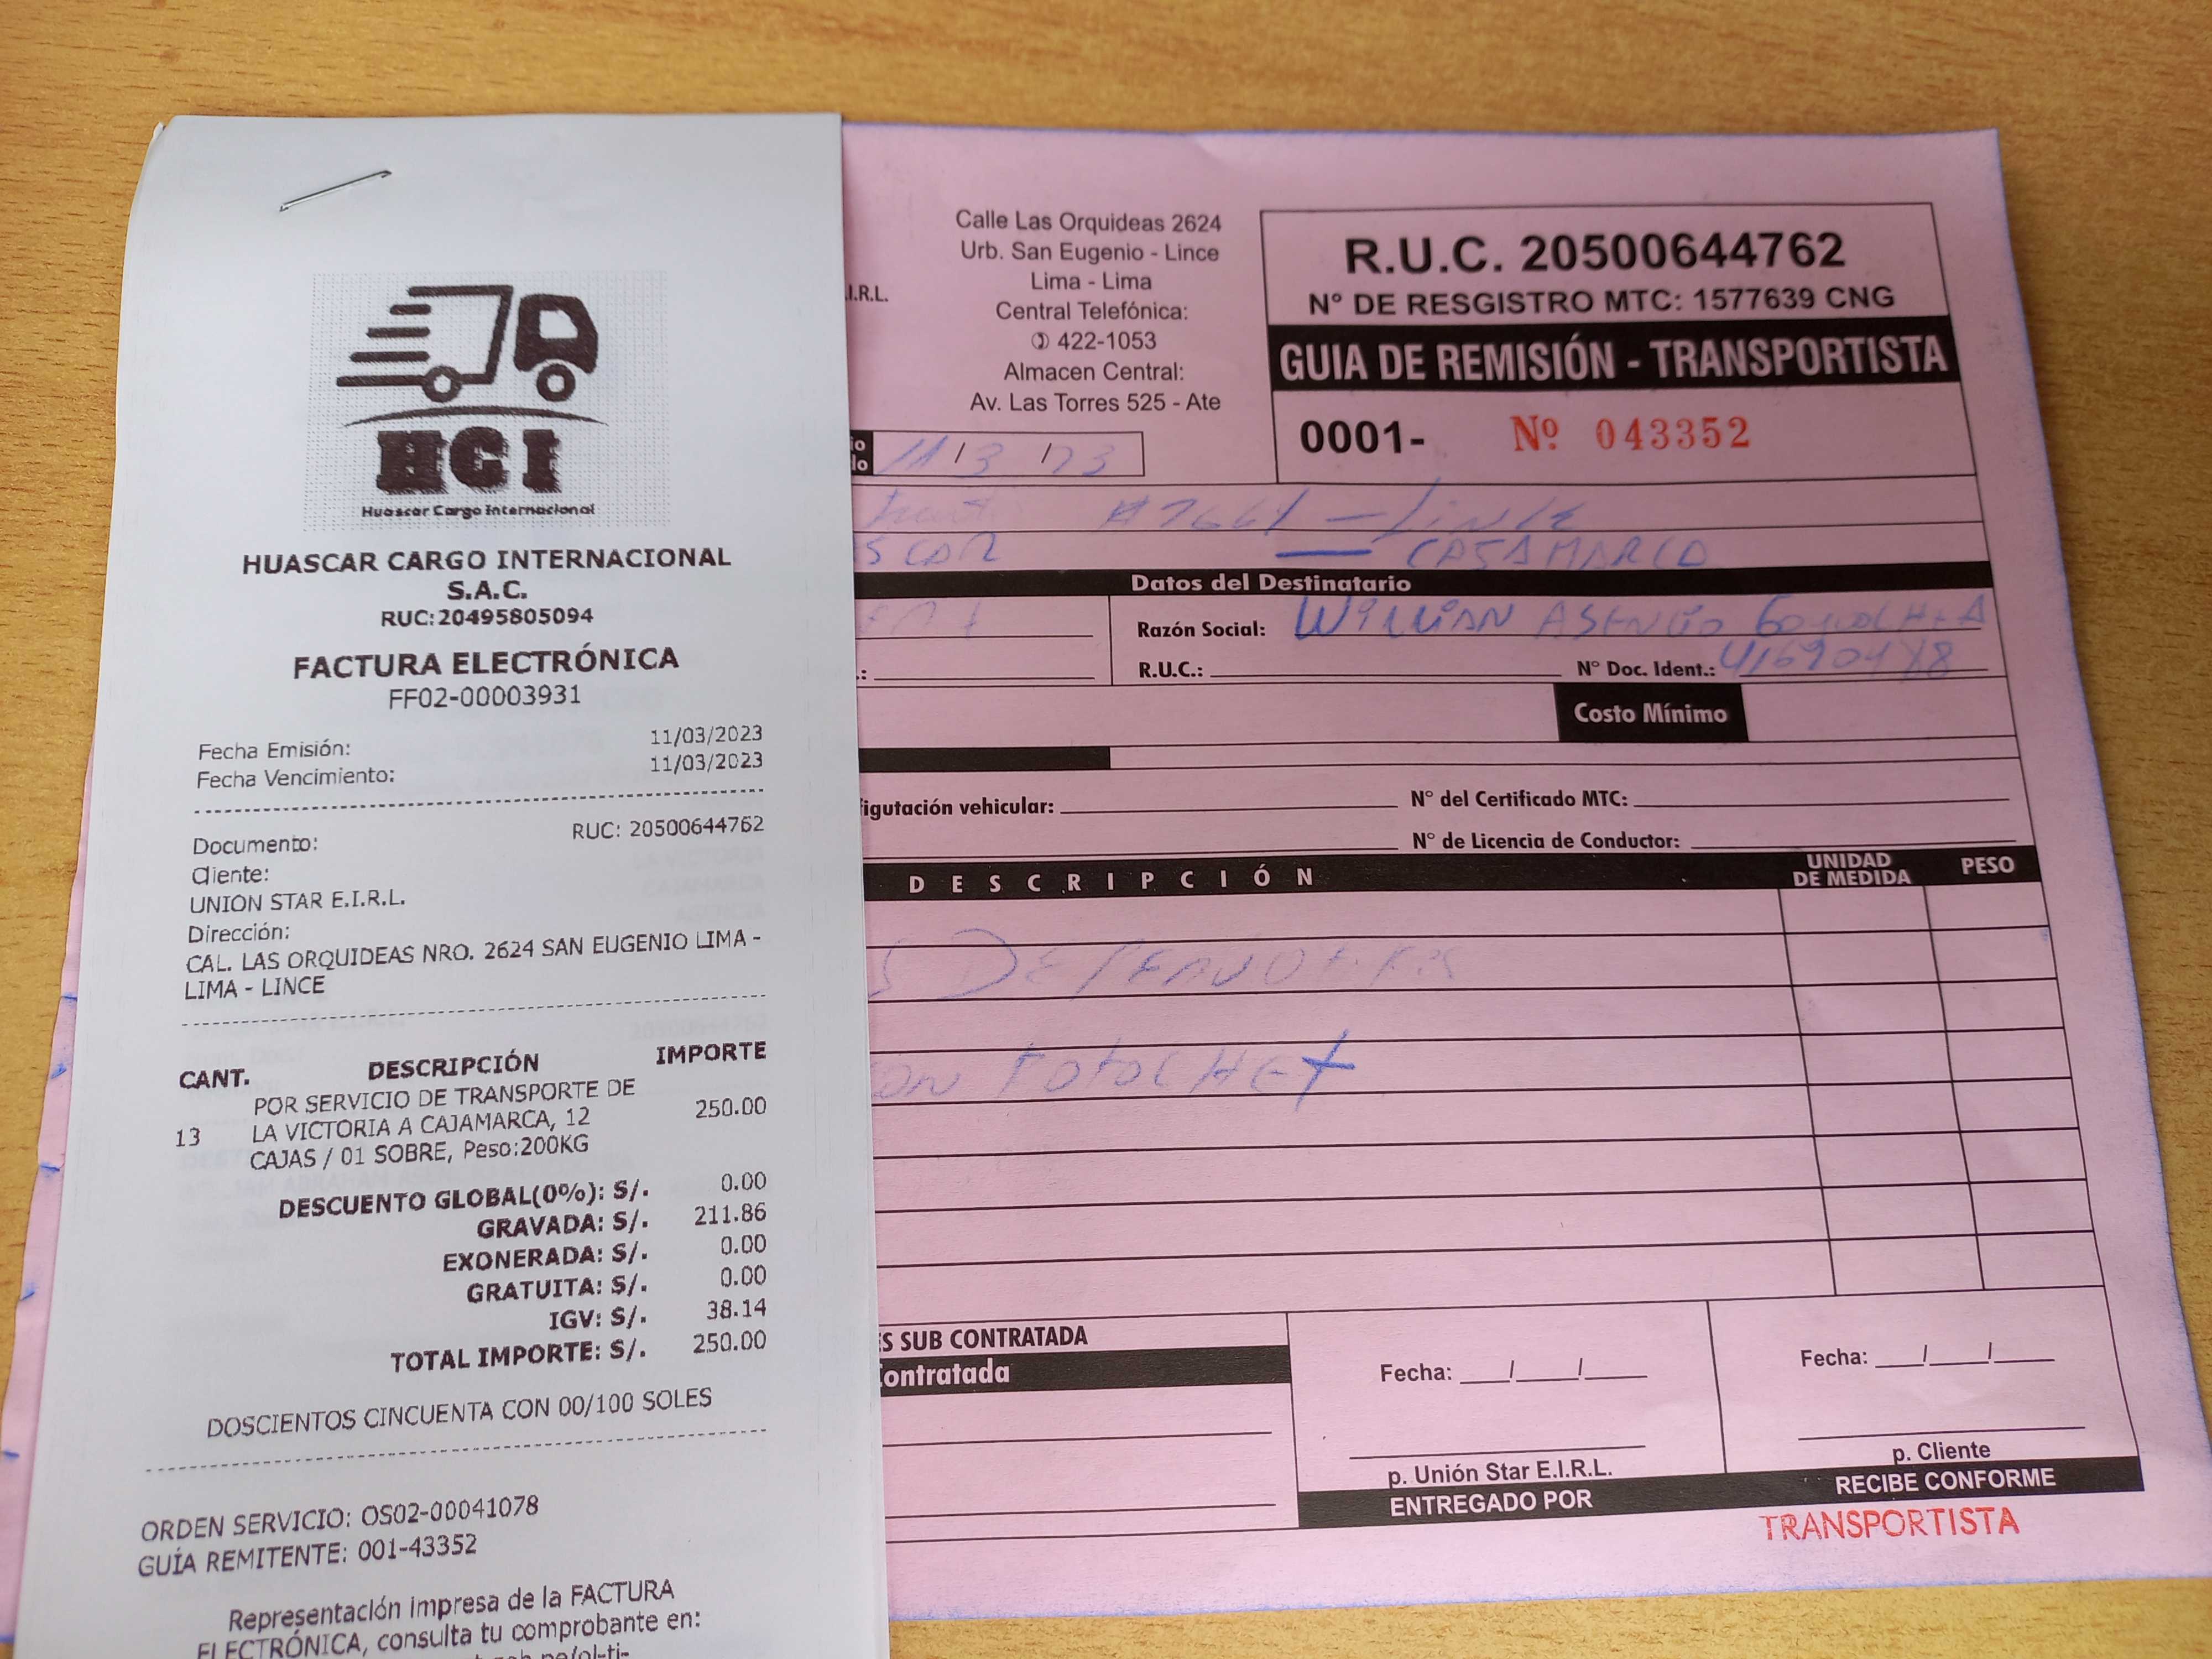 HCI
Huascar Cargo Internacional
HUASCAR CARGO INTERNACIONAL
S.A.C.
RUC: 20495805094
FACTURA ELECTRÓNICA
FF02-00003931
Fecha Emisión: 11/03/2023
Fecha Vencimiento: 11/03/2023
Documento: RUC: 20500644762
Cliente:
UNION STAR E.I.R.L.
Dirección:
CAL. LAS ORQUIDEAS NRO. 2624 SAN EUGENIO LIMA -
LIMA - LINCE
CANT. DESCRIPCIÓN IMPORTE
POR SERVICIO DE TRANSPORTE DE
13 LA VICTORIA A CAJAMARCA, 12 250.00
CAJAS / 01 SOBRE, Peso:200KG
DESCUENTO GLOBAL(0%): S/. 0.00
GRAVADA: S/. 211.86
EXONERADA: S/. 0.00
GRATUITA: S/. 0.00
IGV: S/. 38.14
TOTAL IMPORTE: S/. 250.00
DOSCIENTOS CINCUENTA CON 00/100 SOLES
ORDEN SERVICIO: OS02-00041078
GUÍA REMITENTE: 001-43352
Representación impresa de la FACTURA
ELECTRÓNICA, consulta tu comprobante en:
.I.R.L.
Calle Las Orquideas 2624
Urb. San Eugenio - Lince
Lima - Lima
Central Telefónica:
422-1053
Almacen Central:
Av. Las Torres 525 - Ate
R.U.C. 20500644762
Nº DE RESGISTRO MTC: 1577639 CNG
GUIA DE REMISIÓN - TRANSPORTISTA
0001- Nº 043352
11/3/23
Datos del Destinatario
Razón Social: WILLIAN ASENCIO
R.U.C.: Nº Doc. Ident.:
Costo Mínimo
Nº del Certificado MTC:
Nº de Licencia de Conductor:
DESCRIPCIÓN UNIDAD DE MEDIDA PESO
FOTOCHET
S SUB CONTRATADA
ontratada
Fecha: / /
p. Unión Star E.I.R.L.
ENTREGADO POR
Fecha: / /
p. Cliente
RECIBE CONFORME
TRANSPORTISTA